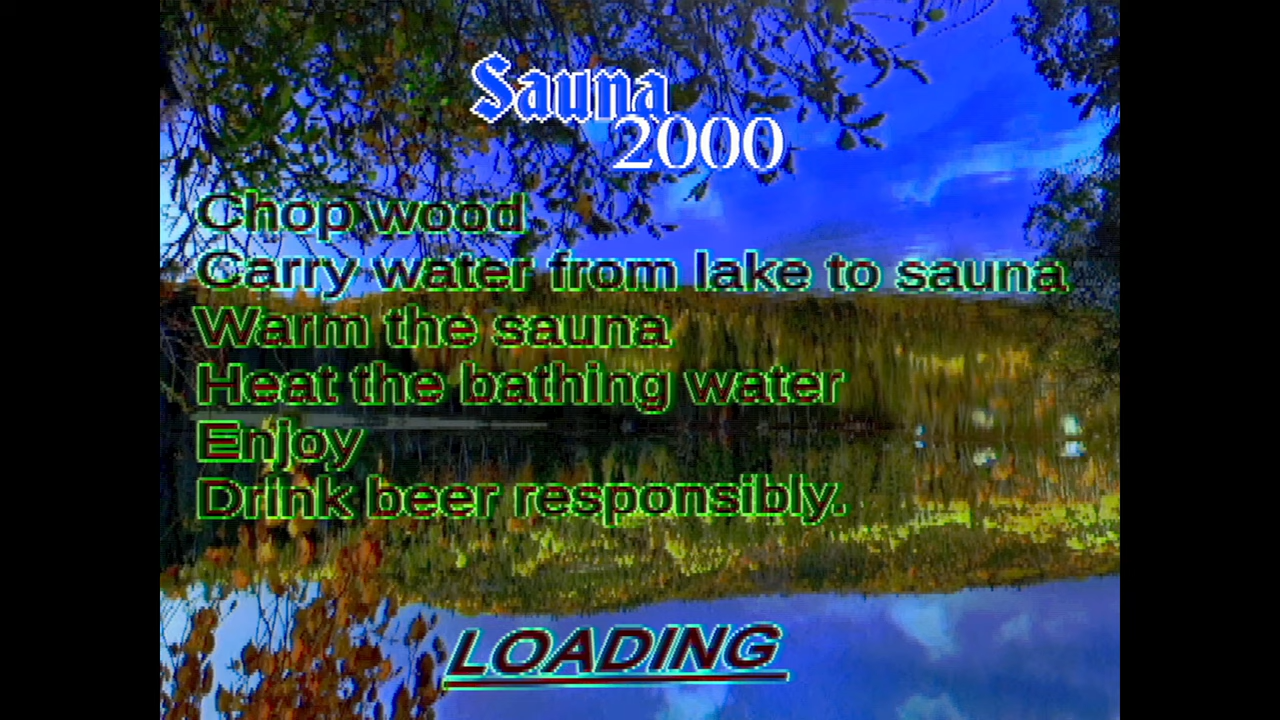 Sauna
2000
Chop wood
Carry water from lake to sauna
Warm the sauna
Heat the bathing water
Enjoy
Drink beer responsibly.
LOADING